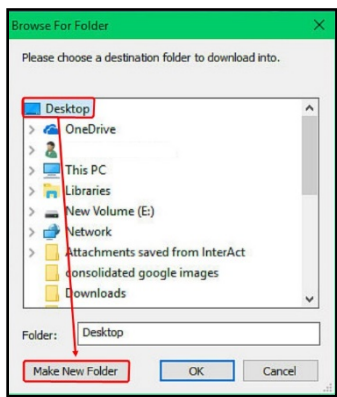 Browse For Folder
Please choose a destination folder to download into.
Desktop
OneDrive
This PC
Libraries
New Volume (E:)
Network
Attachments saved from InterAct
consolidated google images
Downloads
Folder: Desktop
Make New Folder OK Cancel